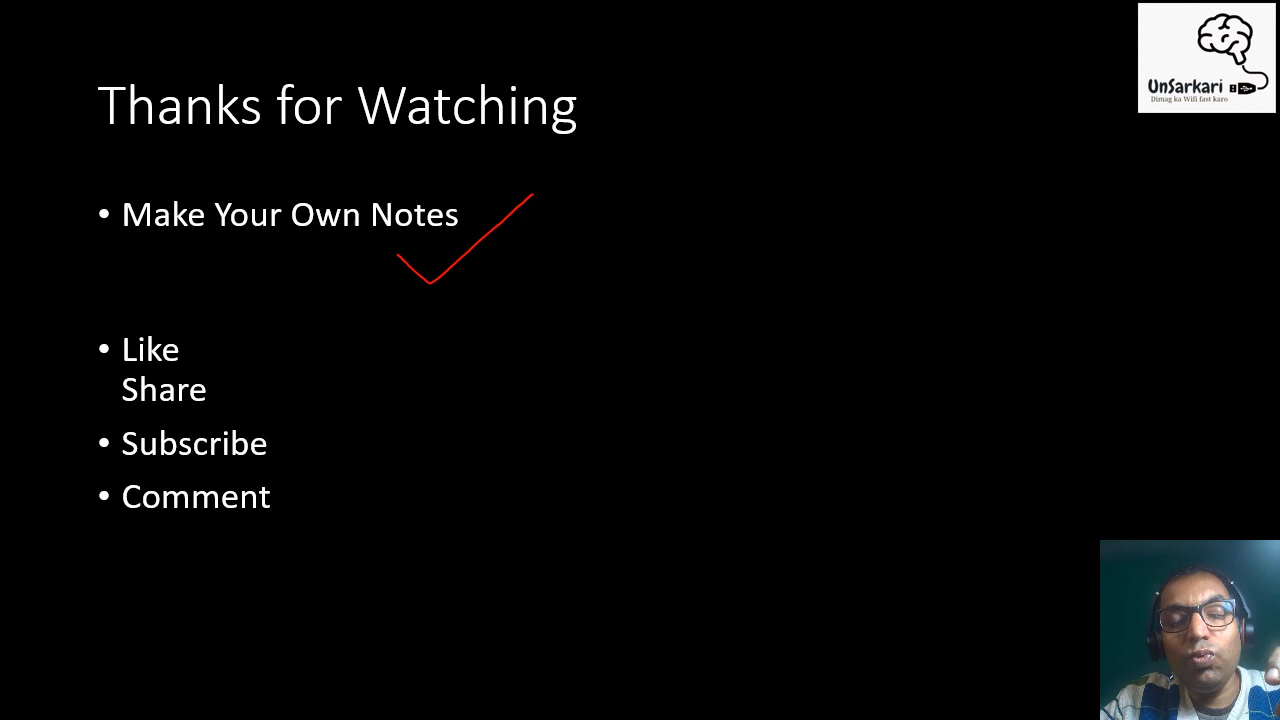 Thanks for Watching
• Make Your Own Notes
• Like
Share
• Subscribe
• Comment
UnSarkari
Dimag ka Wifi fast karo